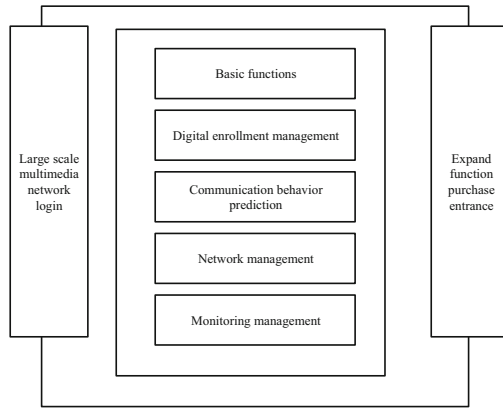 Large scale
multimedia
network
login
Basic functions
Digital enrollment management
Communication behavior
prediction
Network management
Monitoring management
Expand
function
purchase
entrance